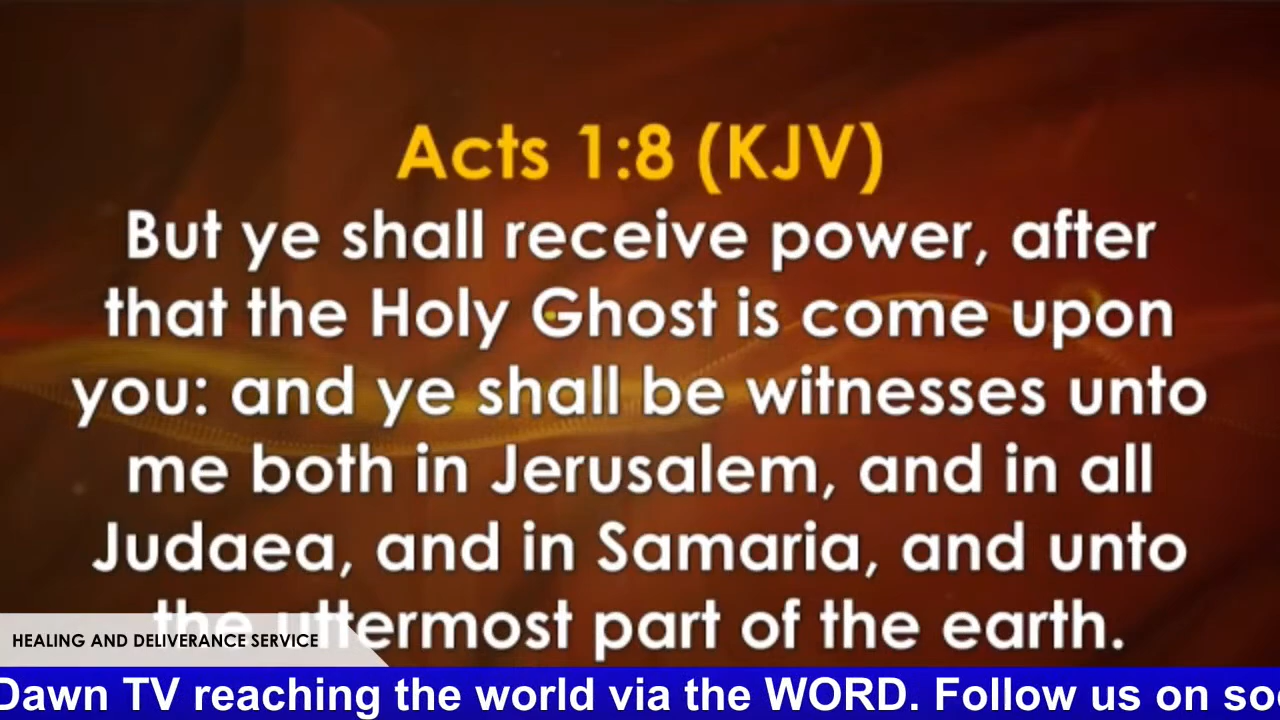 Acts 1:8 (KJV)
But ye shall receive power, after
that the Holy Ghost is come upon
you: and ye shall be witnesses unto
me both in Jerusalem, and in all
Judaea, and in Samaria, and unto
the uttermost part of the earth.
HEALING AND DELIVERANCE SERVICE
Dawn TV reaching the world via the WORD. Follow us on so